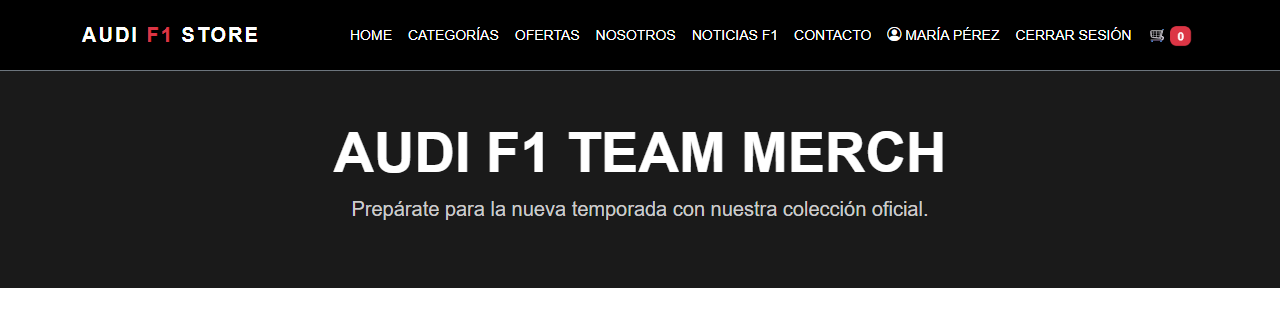 AUDI F1 STORE HOME CATEGORÍAS OFERTAS NOSOTROS NOTICIAS F1 CONTACTO MARÍA PÉREZ CERRAR SESIÓN 0
AUDI F1 TEAM MERCH
Prepárate para la nueva temporada con nuestra colección oficial.